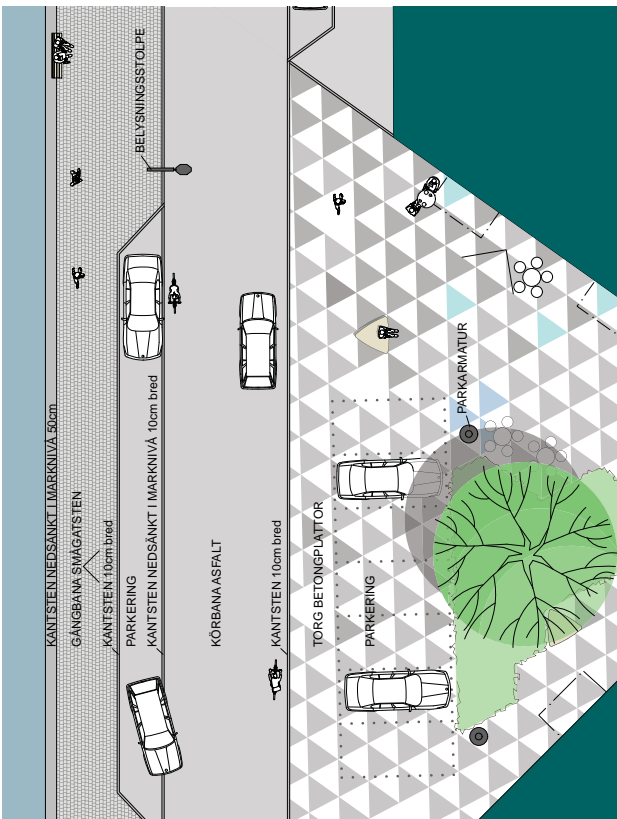 BELYSNINGSSTOLPE
KANTSTEN NEDSÄNKT I MARKNIVÅ 50cm
GÅNGBANA SMÅGATSTEN
KANTSTEN 10cm bred
PARKERING
KANTSTEN NEDSÄNKT I MARKNIVÅ 10cm bred
KÖRBANA ASFALT
KANTSTEN 10cm bred
TORG BETONGPLATTOR
PARKERING
PARKARMATUR